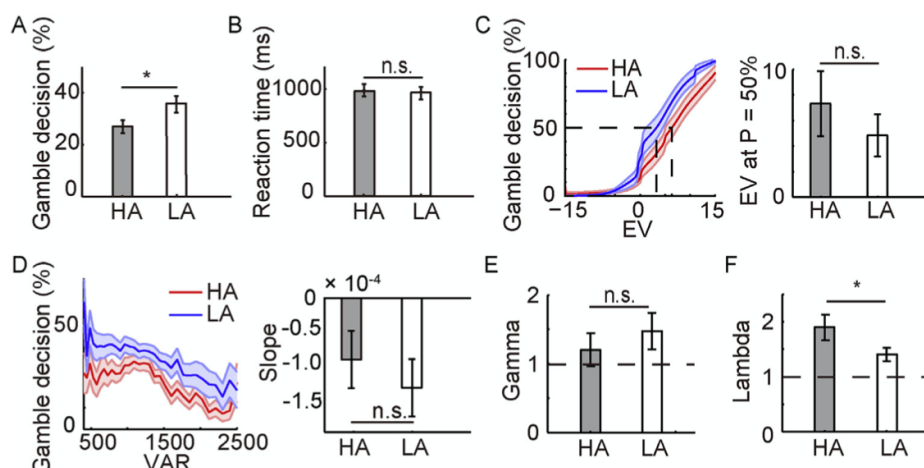 A
Gamble decision (%)
40
20
0
*
HA LA
B
Reaction time (ms)
1000
500
0
n.s.
HA LA
C
Gamble decision (%)
100
50
0
HA
LA
−15 0 15
EV
EV at P = 50%
10
5
0
n.s.
HA LA
D
Gamble decision (%)
50
0
HA
LA
500 1500 2500
VAR
× 10⁻⁴
Slope
0
-0.5
-1.0
-1.5
n.s.
HA LA
E
Gamma
2
1
0
n.s.
HA LA
F
Lambda
2
1
0
*
HA LA